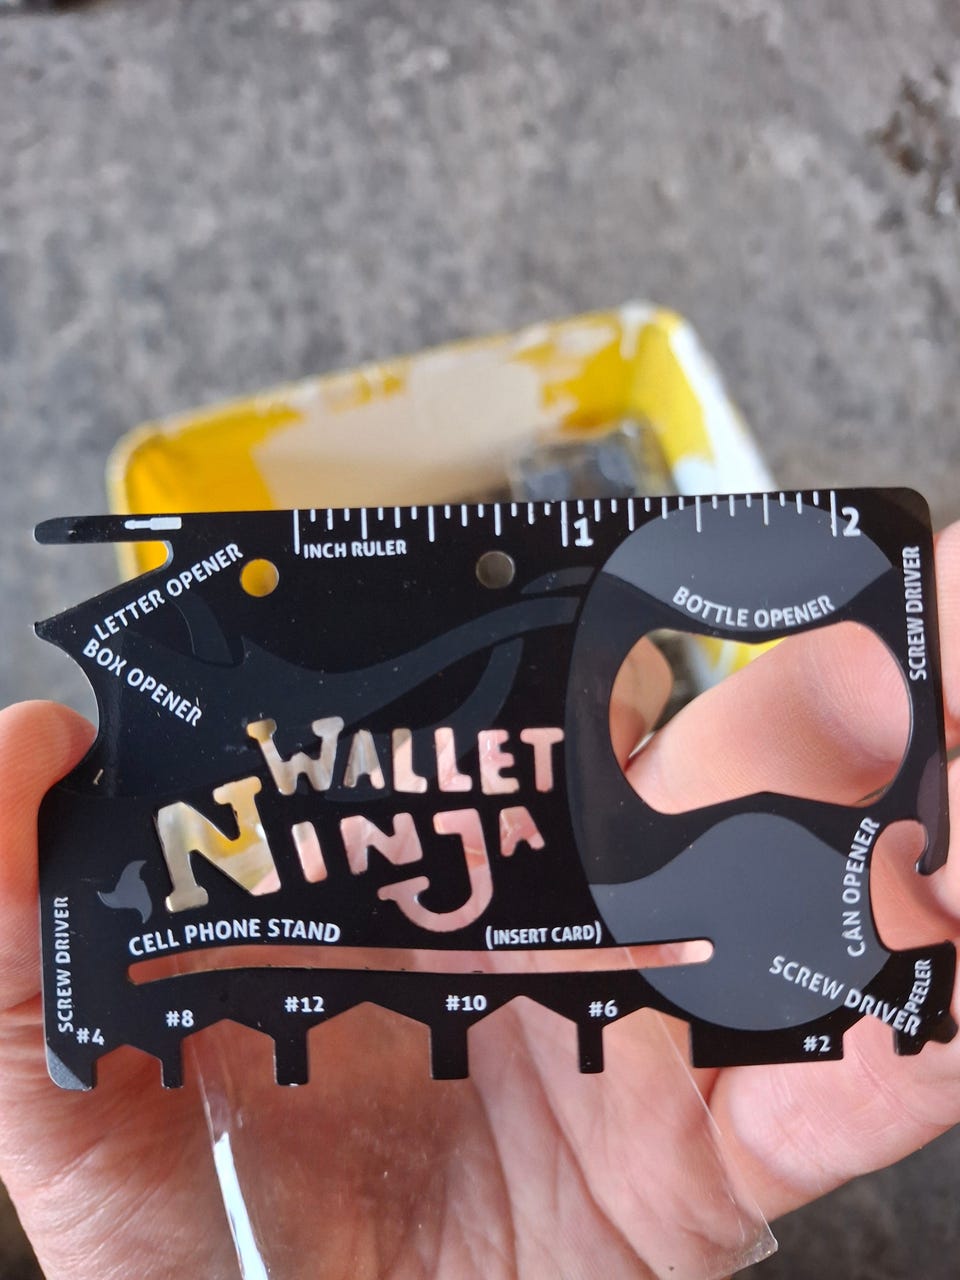 INCH RULER
1
2
LETTER OPENER
BOX OPENER
BOTTLE OPENER
SCREW DRIVER
WALLET
NINJA
CAN OPENER
CELL PHONE STAND
(INSERT CARD)
SCREW DRIVER
SCREW DRIVER
PEELER
#4
#8
#12
#10
#6
#2